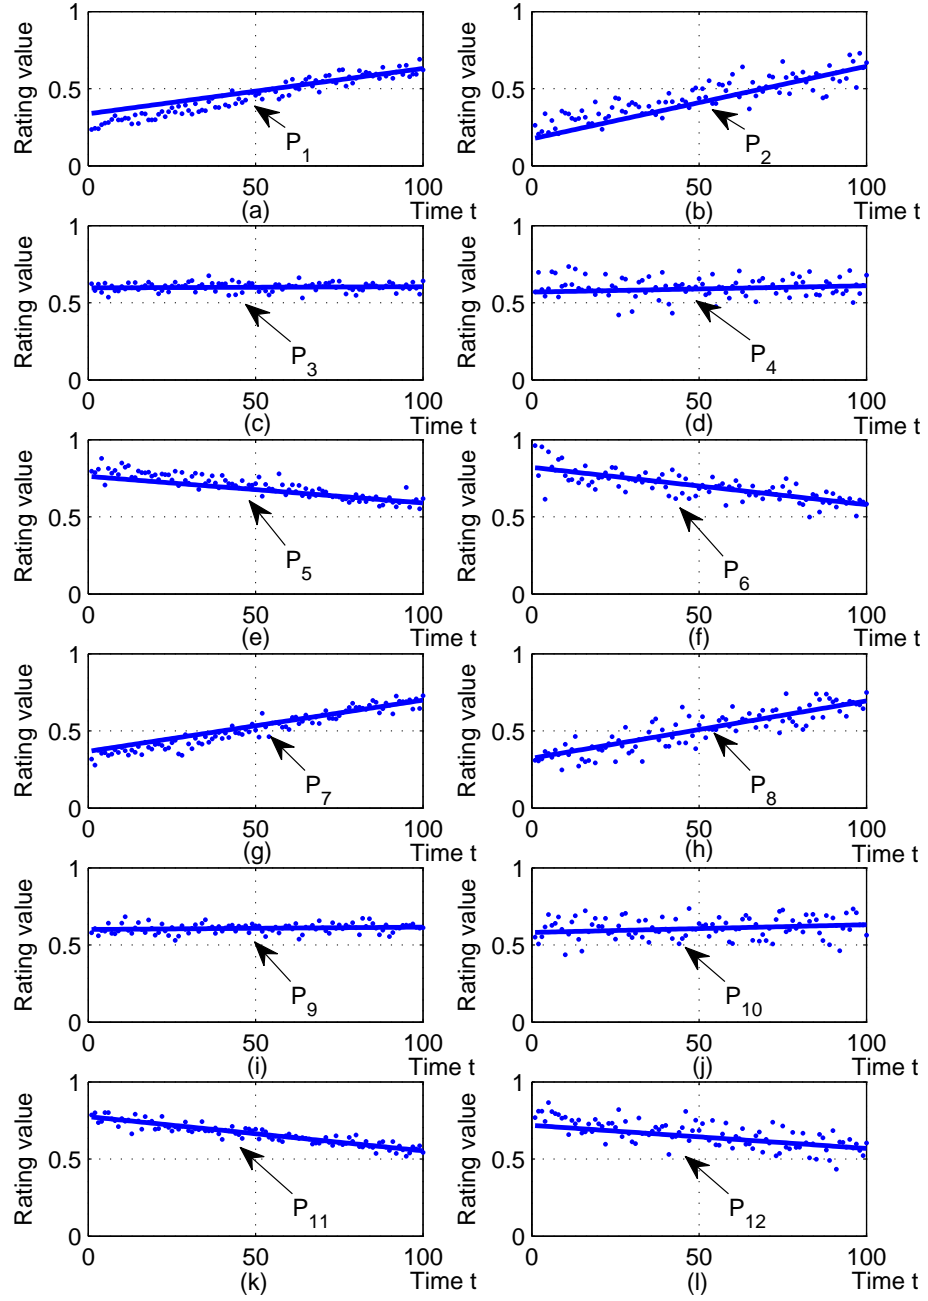 1
0.5
0
Rating value
P1
0 50 100
(a) Time t
1
0.5
0
Rating value
P2
0 50 100
(b) Time t
1
0.5
0
Rating value
P3
0 50 100
(c) Time t
1
0.5
0
Rating value
P4
0 50 100
(d) Time t
1
0.5
0
Rating value
P5
0 50 100
(e) Time t
1
0.5
0
Rating value
P6
0 50 100
(f) Time t
1
0.5
0
Rating value
P7
0 50 100
(g) Time t
1
0.5
0
Rating value
P8
0 50 100
(h) Time t
1
0.5
0
Rating value
P9
0 50 100
(i) Time t
1
0.5
0
Rating value
P10
0 50 100
(j) Time t
1
0.5
0
Rating value
P11
0 50 100
(k) Time t
1
0.5
0
Rating value
P12
0 50 100
(l) Time t